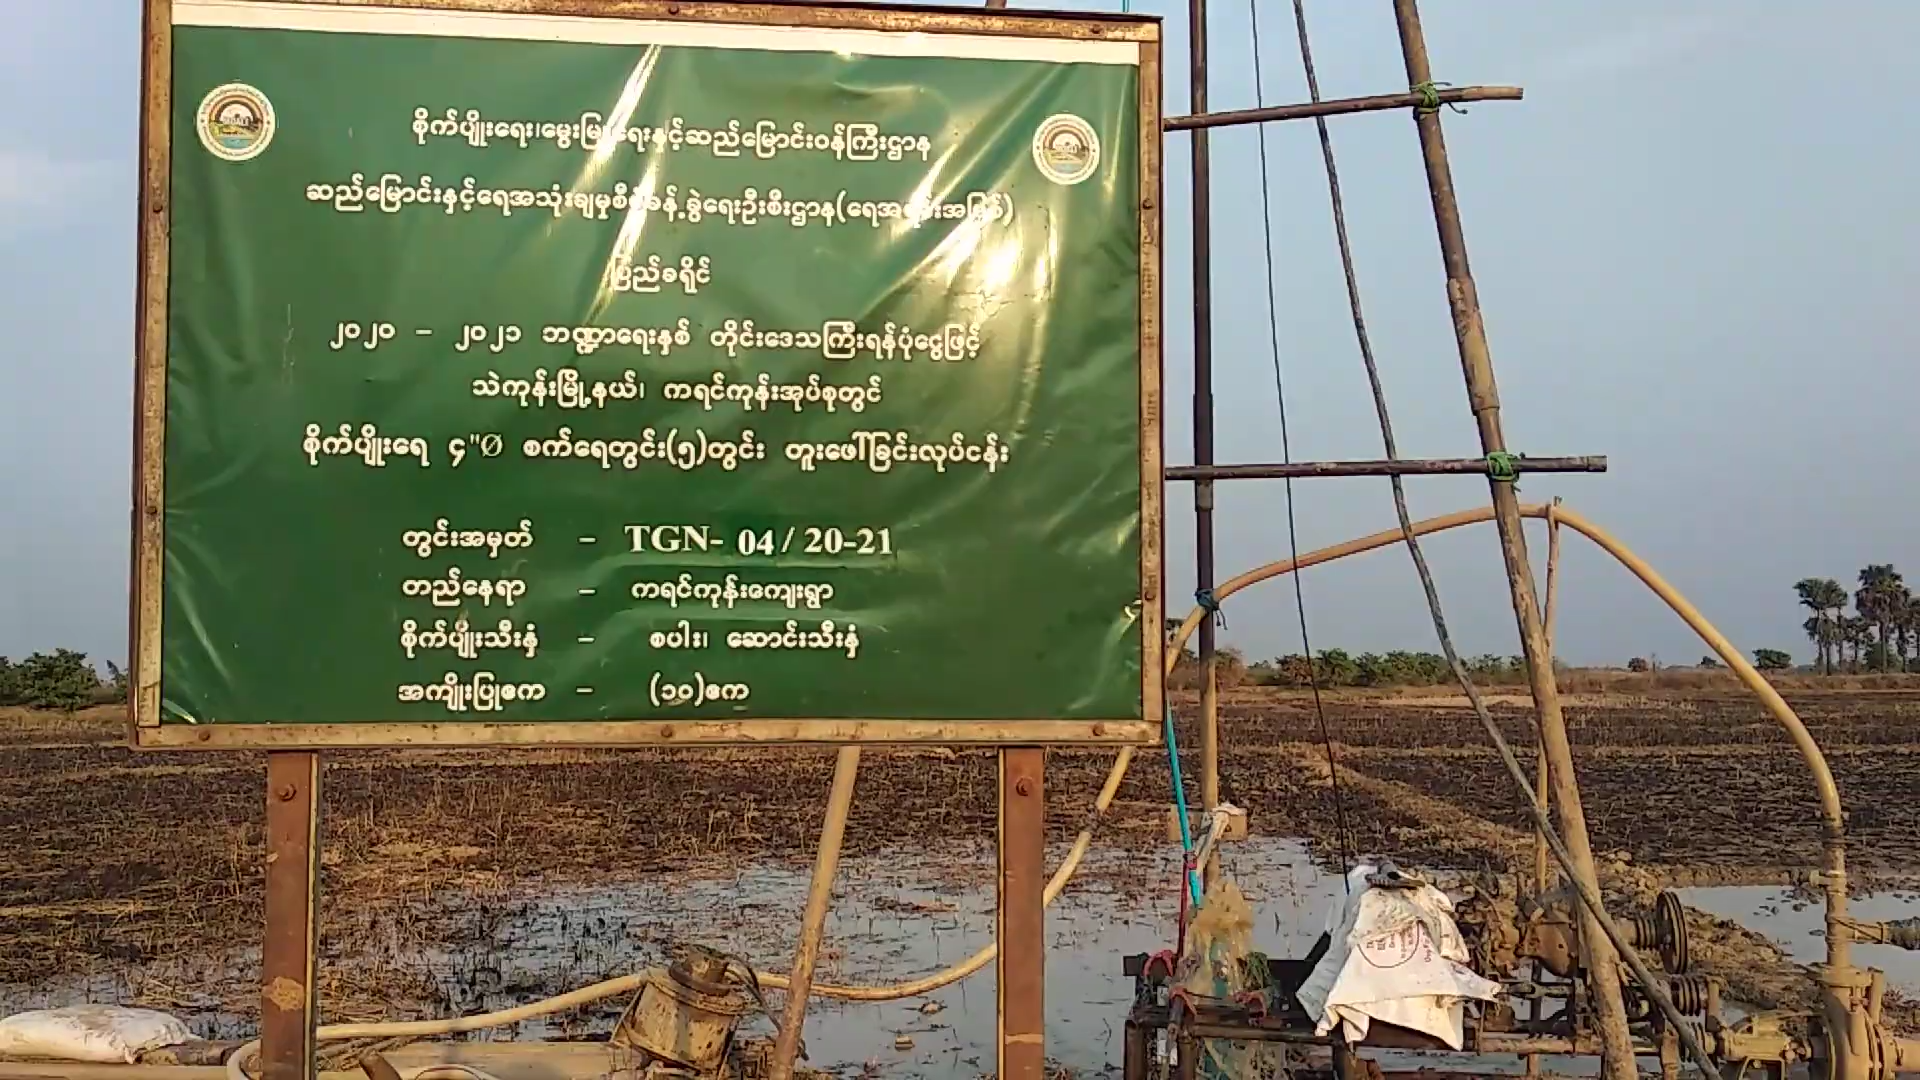 စိုက်ပျိုးရေး၊မွေးမြူရေးနှင့်ဆည်မြောင်းဝန်ကြီးဌာန
ဆည်မြောင်းနှင့်ရေအသုံးချမှုစီမံခန့်ခွဲရေးဦးစီးဌာန(ရေအရင်းအမြစ်)
ပြည်ခရိုင်
၂၀၂၀ – ၂၀၂၁ ဘဏ္ဍာရေးနှစ် တိုင်းဒေသကြီးရန်ပုံငွေဖြင့်
သဲကုန်းမြို့နယ်၊ ကရင်ကုန်းအုပ်စုတွင်
စိုက်ပျိုးရေ ၄"Ø စက်ရေတွင်း(၅)တွင်း တူးဖေါ်ခြင်းလုပ်ငန်း
တွင်းအမှတ် – TGN- 04 / 20-21
တည်နေရာ – ကရင်ကုန်းကျေးရွာ
စိုက်ပျိုးသီးနှံ – စပါး၊ ဆောင်းသီးနှံ
အကျိုးပြုဧက – (၁၀)ဧက